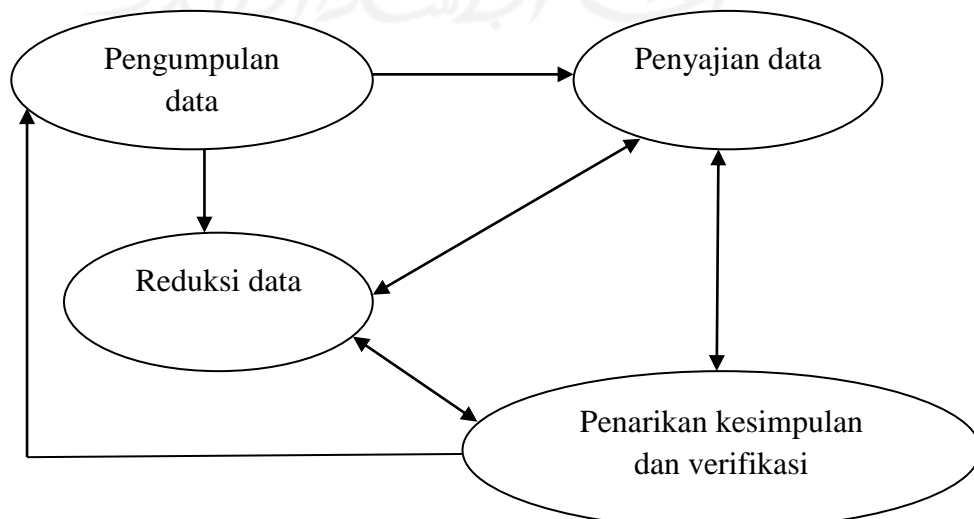 Pengumpulan
data
Penyajian data
Reduksi data
Penarikan kesimpulan
dan verifikasi